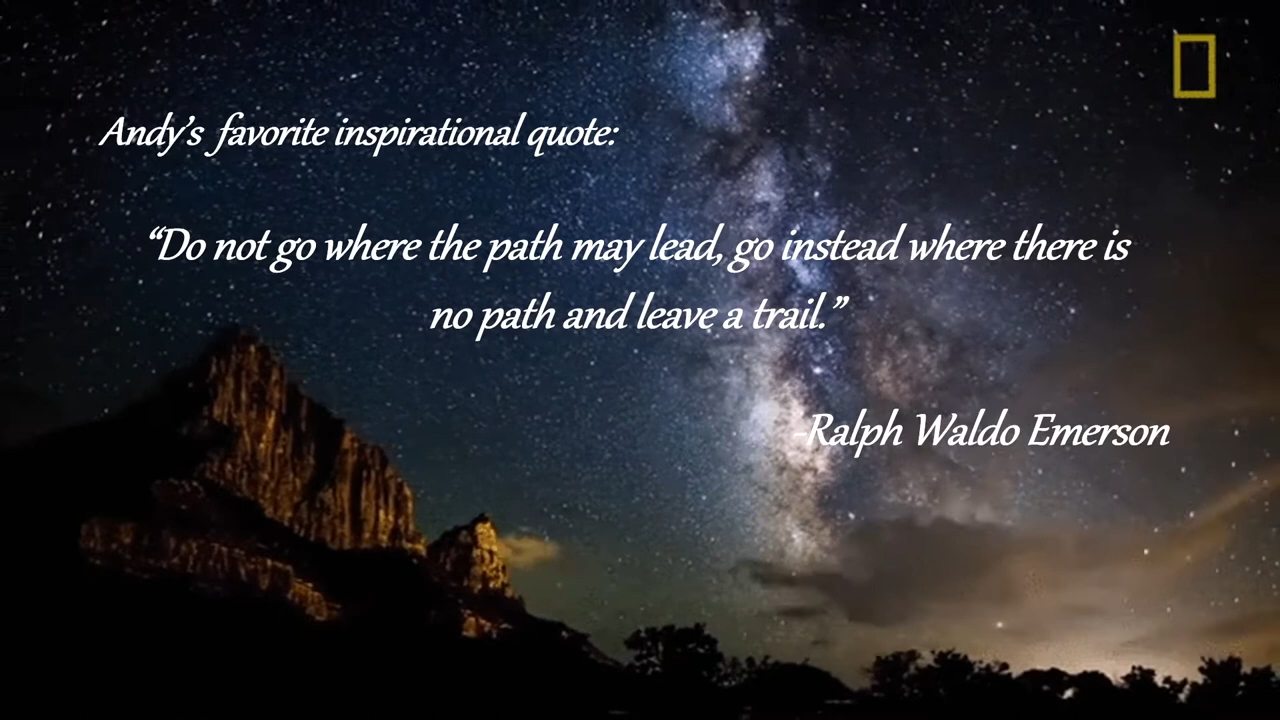 Andy’s favorite inspirational quote:
“Do not go where the path may lead, go instead where there is
no path and leave a trail.”
-Ralph Waldo Emerson